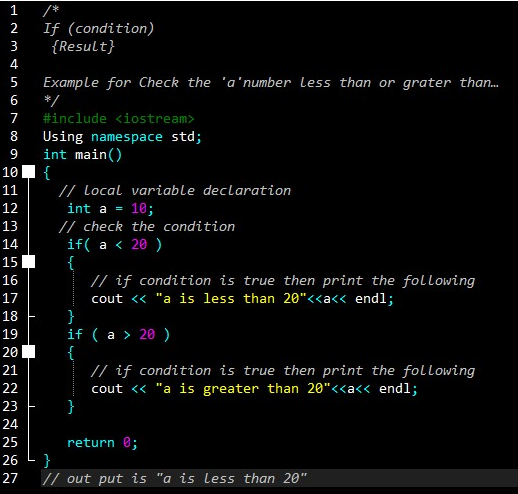 1 /*
2 If (condition)
3 {Result}
4
5 Example for Check the 'a'number less than or grater than…
6 */
7 #include <iostream>
8 Using namespace std;
9 int main()
10 {
11 // local variable declaration
12 int a = 10;
13 // check the condition
14 if( a < 20 )
15 {
16 // if condition is true then print the following
17 cout << "a is less than 20"<<a<< endl;
18 }
19 if ( a > 20 )
20 {
21 // if condition is true then print the following
22 cout << "a is greater than 20"<<a<< endl;
23 }
24
25 return 0;
26 }
27 // out put is "a is less than 20"